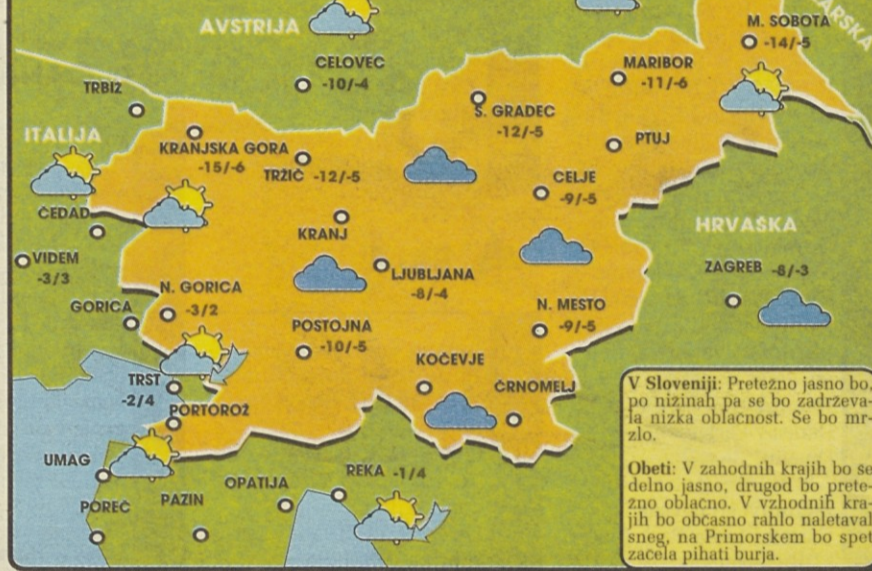 AVSTRIJA
M. SOBOTA
-14/-5
CELOVEC
-10/-4
MARIBOR
-11/-6
TRBIŽ
S. GRADEC
-12/-5
ITALIJA
KRANJSKA GORA
-15/-6
TRŽIČ -12/-5
PTUJ
CELJE
-9/-5
ČEDAD
KRANJ
HRVAŠKA
VIDEM
-3/3
LJUBLJANA
-8/-4
ZAGREB -8/-3
N. GORICA
-3/2
GORICA
N. MESTO
-9/-5
POSTOJNA
-10/-5
KOČEVJE
TRST
-2/4
ČRNOMELJ
PORTOROŽ
UMAG
REKA -1/4
OPATIJA
PAZIN
POREČ
V Sloveniji: Pretežno jasno bo,
po nižinah pa se bo zadrževa-
la nizka oblačnost. Še bo mr-
zlo.
Obeti: V zahodnih krajih bo še
delno jasno, drugod bo prete-
žno oblačno. V vzhodnih kra-
jih bo občasno rahlo naletaval
sneg, na Primorskem bo spet
začela pihati burja.